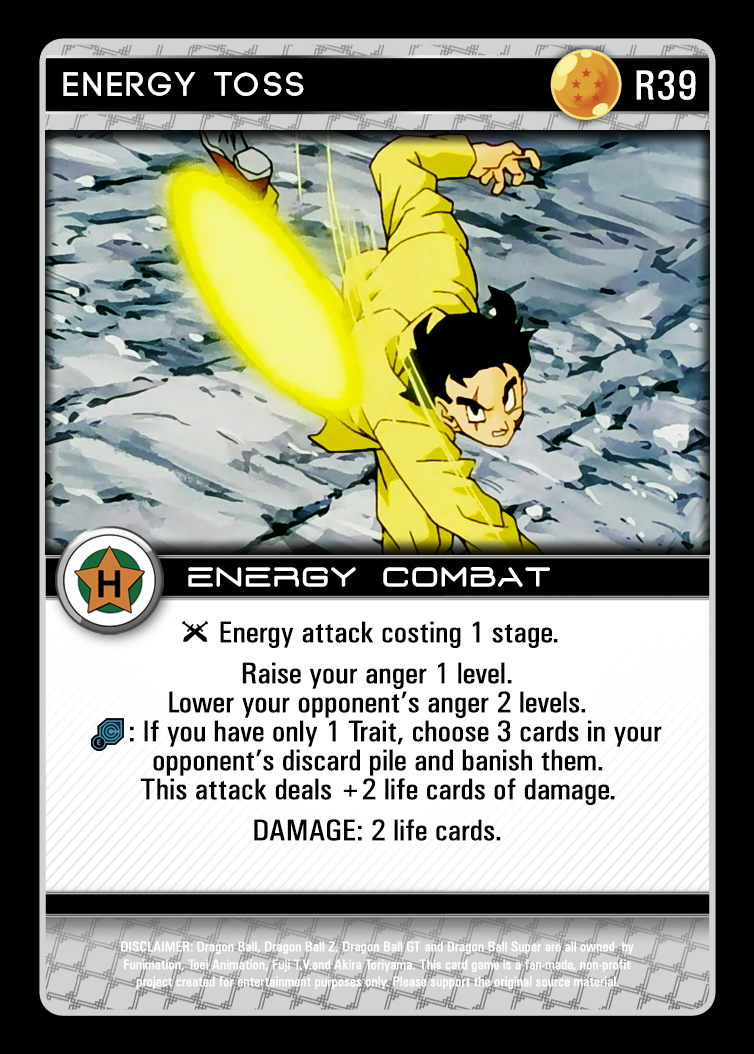 ENERGY TOSS
R39
H
ENERGY COMBAT
Energy attack costing 1 stage.
Raise your anger 1 level.
Lower your opponent's anger 2 levels.
C E : If you have only 1 Trait, choose 3 cards in your
opponent's discard pile and banish them.
This attack deals +2 life cards of damage.
DAMAGE: 2 life cards.
DISCLAIMER: Dragon Ball, Dragon Ball Z, Dragon Ball GT and Dragon Ball Super are all owned by
Funimation, Toei Animation, Fuji T.V.and Akira Toriyama. This card game is a fan-made, non-profit
project created for entertainment purposes only. Please support the original source material.